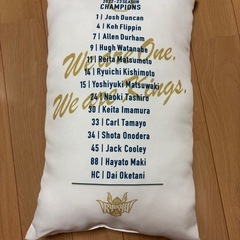 2022-23 SEASON
CHAMPIONS
1 | Josh Duncan
4 | Koh Flippin
7 | Allen Durham
9 | Hugh Watanabe
11 | Reita Matsumoto
14 | Ryuichi Kishimoto
15 | Yoshiyuki Matsuwaki
24 | Naoki Tashiro
30 | Keita Imamura
33 | Carl Tamayo
34 | Shota Onodera
45 | Jack Cooley
88 | Hayato Maki
HC | Dai Oketani
We are One.
We are Kings.